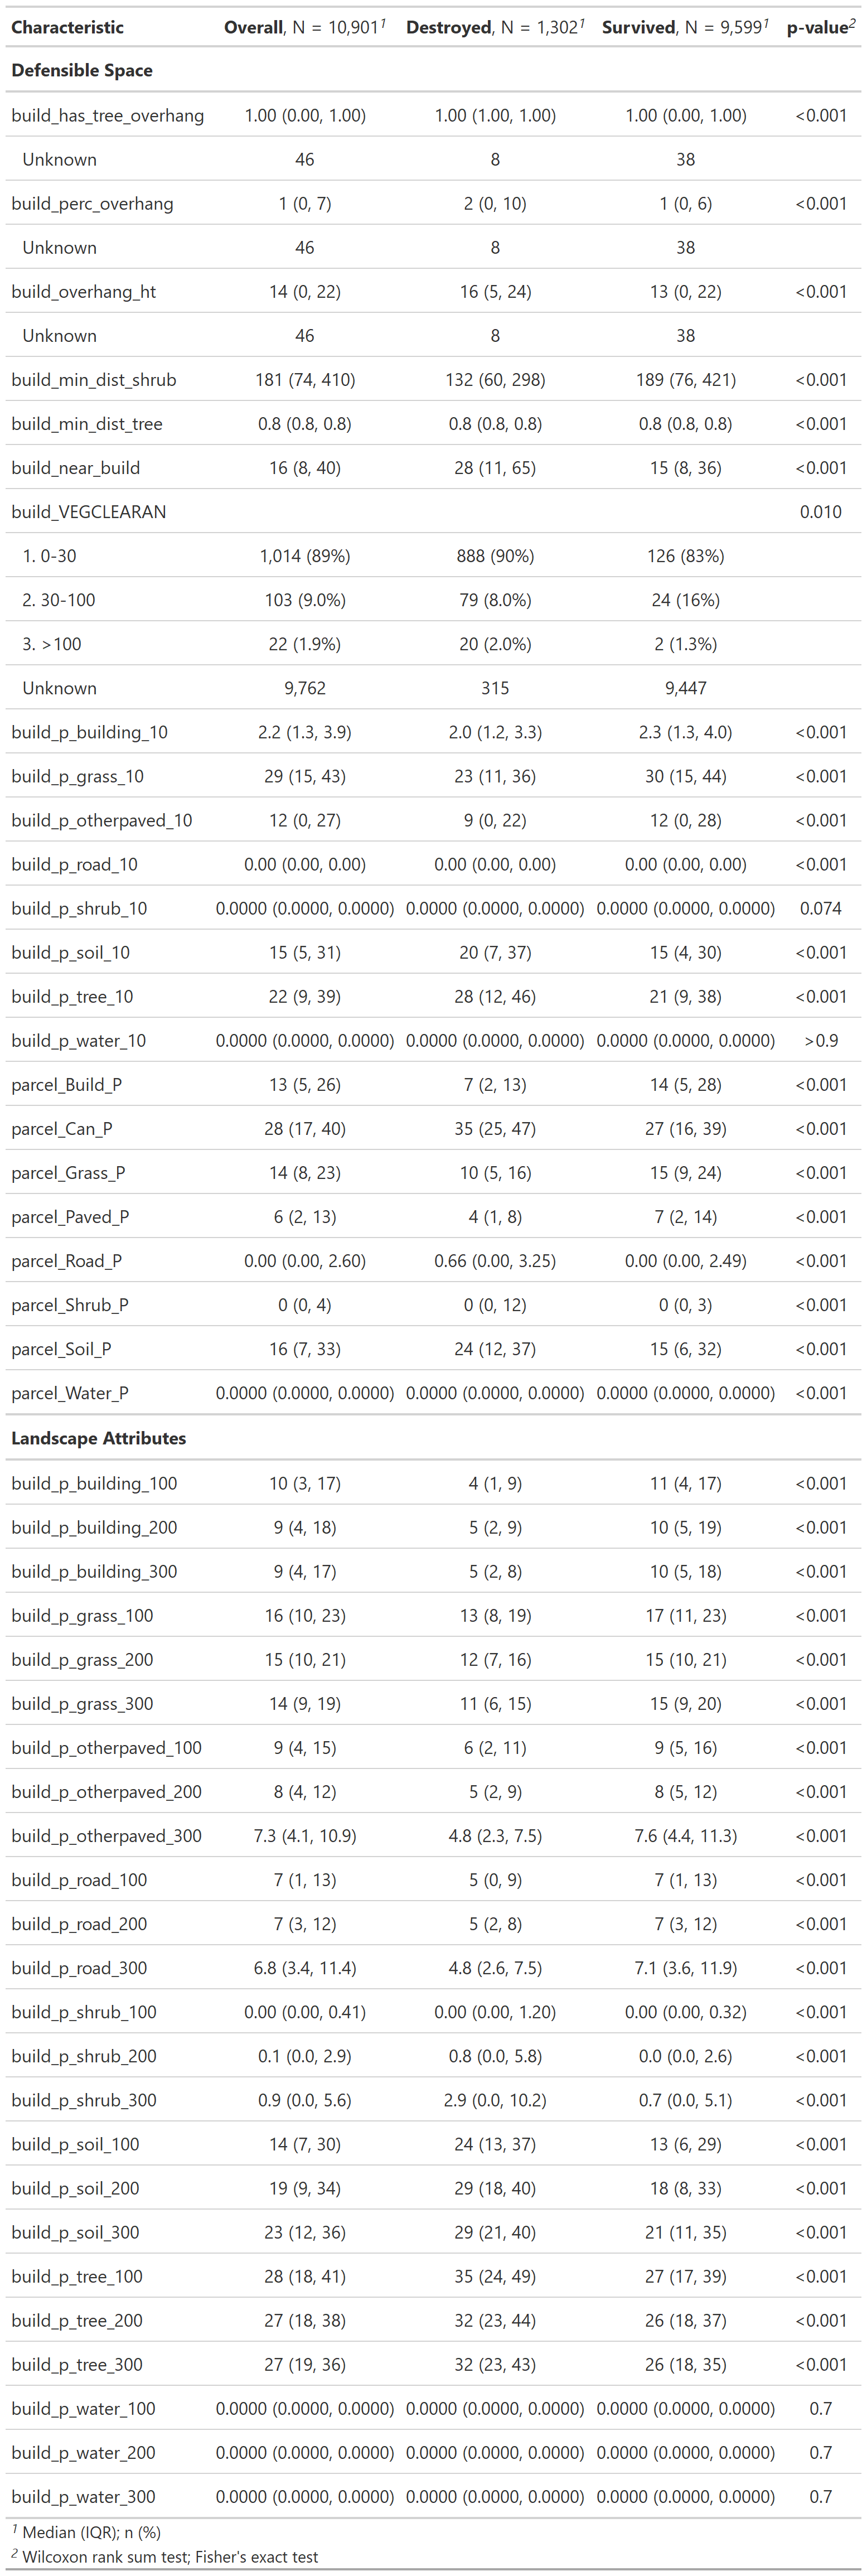 Characteristic Overall, N = 10,901¹ Destroyed, N = 1,302¹ Survived, N = 9,599¹ p-value²
Defensible Space
build_has_tree_overhang 1.00 (0.00, 1.00) 1.00 (1.00, 1.00) 1.00 (0.00, 1.00) <0.001
Unknown 46 8 38
build_perc_overhang 1 (0, 7) 2 (0, 10) 1 (0, 6) <0.001
Unknown 46 8 38
build_overhang_ht 14 (0, 22) 16 (5, 24) 13 (0, 22) <0.001
Unknown 46 8 38
build_min_dist_shrub 181 (74, 410) 132 (60, 298) 189 (76, 421) <0.001
build_min_dist_tree 0.8 (0.8, 0.8) 0.8 (0.8, 0.8) 0.8 (0.8, 0.8) <0.001
build_near_build 16 (8, 40) 28 (11, 65) 15 (8, 36) <0.001
build_VEGCLEARAN 0.010
1. 0-30 1,014 (89%) 888 (90%) 126 (83%)
2. 30-100 103 (9.0%) 79 (8.0%) 24 (16%)
3. >100 22 (1.9%) 20 (2.0%) 2 (1.3%)
Unknown 9,762 315 9,447
build_p_building_10 2.2 (1.3, 3.9) 2.0 (1.2, 3.3) 2.3 (1.3, 4.0) <0.001
build_p_grass_10 29 (15, 43) 23 (11, 36) 30 (15, 44) <0.001
build_p_otherpaved_10 12 (0, 27) 9 (0, 22) 12 (0, 28) <0.001
build_p_road_10 0.00 (0.00, 0.00) 0.00 (0.00, 0.00) 0.00 (0.00, 0.00) <0.001
build_p_shrub_10 0.0000 (0.0000, 0.0000) 0.0000 (0.0000, 0.0000) 0.0000 (0.0000, 0.0000) 0.074
build_p_soil_10 15 (5, 31) 20 (7, 37) 15 (4, 30) <0.001
build_p_tree_10 22 (9, 39) 28 (12, 46) 21 (9, 38) <0.001
build_p_water_10 0.0000 (0.0000, 0.0000) 0.0000 (0.0000, 0.0000) 0.0000 (0.0000, 0.0000) >0.9
parcel_Build_P 13 (5, 26) 7 (2, 13) 14 (5, 28) <0.001
parcel_Can_P 28 (17, 40) 35 (25, 47) 27 (16, 39) <0.001
parcel_Grass_P 14 (8, 23) 10 (5, 16) 15 (9, 24) <0.001
parcel_Paved_P 6 (2, 13) 4 (1, 8) 7 (2, 14) <0.001
parcel_Road_P 0.00 (0.00, 2.60) 0.66 (0.00, 3.25) 0.00 (0.00, 2.49) <0.001
parcel_Shrub_P 0 (0, 4) 0 (0, 12) 0 (0, 3) <0.001
parcel_Soil_P 16 (7, 33) 24 (12, 37) 15 (6, 32) <0.001
parcel_Water_P 0.0000 (0.0000, 0.0000) 0.0000 (0.0000, 0.0000) 0.0000 (0.0000, 0.0000) <0.001
Landscape Attributes
build_p_building_100 10 (3, 17) 4 (1, 9) 11 (4, 17) <0.001
build_p_building_200 9 (4, 18) 5 (2, 9) 10 (5, 19) <0.001
build_p_building_300 9 (4, 17) 5 (2, 8) 10 (5, 18) <0.001
build_p_grass_100 16 (10, 23) 13 (8, 19) 17 (11, 23) <0.001
build_p_grass_200 15 (10, 21) 12 (7, 16) 15 (10, 21) <0.001
build_p_grass_300 14 (9, 19) 11 (6, 15) 15 (9, 20) <0.001
build_p_otherpaved_100 9 (4, 15) 6 (2, 11) 9 (5, 16) <0.001
build_p_otherpaved_200 8 (4, 12) 5 (2, 9) 8 (5, 12) <0.001
build_p_otherpaved_300 7.3 (4.1, 10.9) 4.8 (2.3, 7.5) 7.6 (4.4, 11.3) <0.001
build_p_road_100 7 (1, 13) 5 (0, 9) 7 (1, 13) <0.001
build_p_road_200 7 (3, 12) 5 (2, 8) 7 (3, 12) <0.001
build_p_road_300 6.8 (3.4, 11.4) 4.8 (2.6, 7.5) 7.1 (3.6, 11.9) <0.001
build_p_shrub_100 0.00 (0.00, 0.41) 0.00 (0.00, 1.20) 0.00 (0.00, 0.32) <0.001
build_p_shrub_200 0.1 (0.0, 2.9) 0.8 (0.0, 5.8) 0.0 (0.0, 2.6) <0.001
build_p_shrub_300 0.9 (0.0, 5.6) 2.9 (0.0, 10.2) 0.7 (0.0, 5.1) <0.001
build_p_soil_100 14 (7, 30) 24 (13, 37) 13 (6, 29) <0.001
build_p_soil_200 19 (9, 34) 29 (18, 40) 18 (8, 33) <0.001
build_p_soil_300 23 (12, 36) 29 (21, 40) 21 (11, 35) <0.001
build_p_tree_100 28 (18, 41) 35 (24, 49) 27 (17, 39) <0.001
build_p_tree_200 27 (18, 38) 32 (23, 44) 26 (18, 37) <0.001
build_p_tree_300 27 (19, 36) 32 (23, 43) 26 (18, 35) <0.001
build_p_water_100 0.0000 (0.0000, 0.0000) 0.0000 (0.0000, 0.0000) 0.0000 (0.0000, 0.0000) 0.7
build_p_water_200 0.0000 (0.0000, 0.0000) 0.0000 (0.0000, 0.0000) 0.0000 (0.0000, 0.0000) 0.7
build_p_water_300 0.0000 (0.0000, 0.0000) 0.0000 (0.0000, 0.0000) 0.0000 (0.0000, 0.0000) 0.7
¹ Median (IQR); n (%)
² Wilcoxon rank sum test; Fisher's exact test